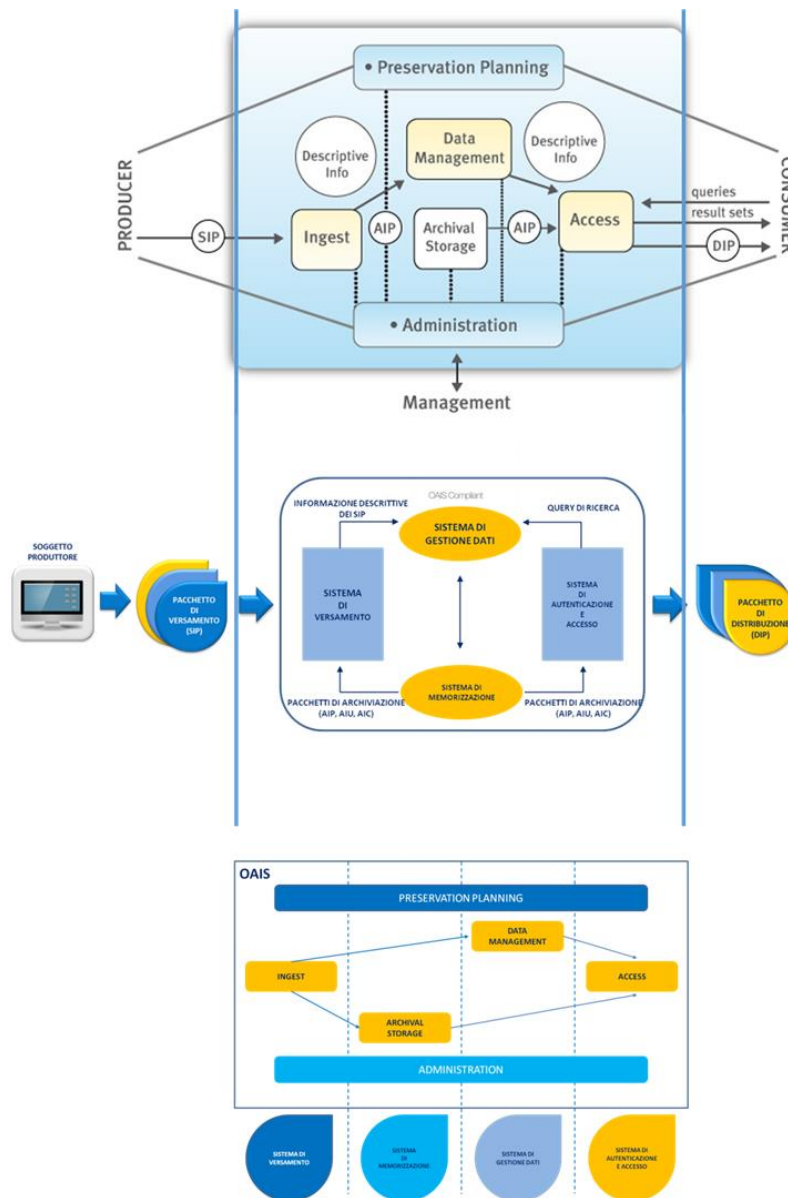 • Preservation Planning
Descriptive
Info
Data
Management
Descriptive
Info
PRODUCER
SIP
Ingest
AIP
Archival
Storage
AIP
Access
queries
result sets
DIP
CONSUMER
• Administration
Management
OAIS Compliant
INFORMAZIONE DESCRITTIVE
DEI SIP
QUERY DI RICERCA
SISTEMA DI
GESTIONE DATI
SOGGETTO
PRODUTTORE
PACCHETTO
DI
VERSAMENTO
(SIP)
SISTEMA
DI
VERSAMENTO
SISTEMA
DI
AUTENTICAZIONE
E
ACCESSO
PACCHETTO
DI
DISTRIBUZIONE
(DIP)
SISTEMA DI
MEMORIZZAZIONE
PACCHETTI DI ARCHIVIAZIONE
(AIP, AIU, AIC)
PACCHETTI DI ARCHIVIAZIONE
(AIP, AIU, AIC)
OAIS
PRESERVATION PLANNING
DATA
MANAGEMENT
INGEST
ACCESS
ARCHIVAL
STORAGE
ADMINISTRATION
SISTEMA DI
VERSAMENTO
SISTEMA
DI
MEMORIZZAZIONE
SISTEMA DI
GESTIONE DATI
SISTEMA DI
AUTENTICAZIONE
E ACCESSO